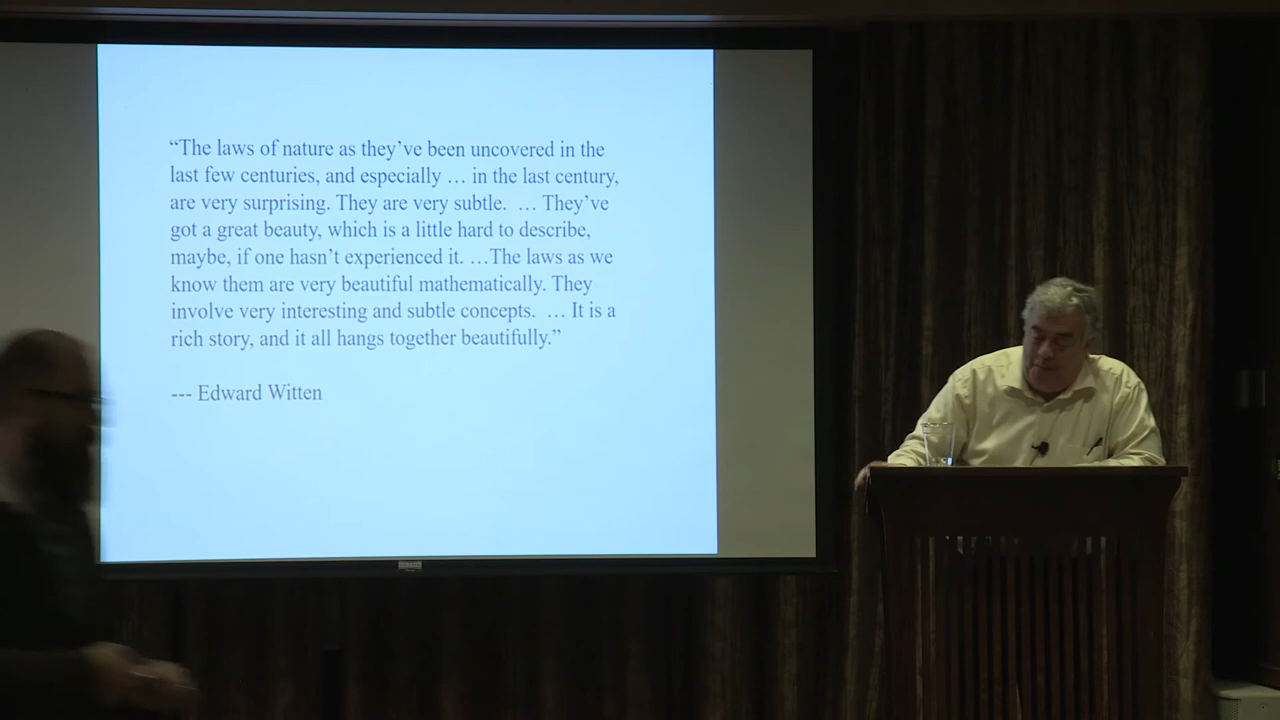 “The laws of nature as they’ve been uncovered in the
last few centuries, and especially … in the last century,
are very surprising. They are very subtle.  … They’ve
got a great beauty, which is a little hard to describe,
maybe, if one hasn’t experienced it. …The laws as we
know them are very beautiful mathematically. They
involve very interesting and subtle concepts.  … It is a
rich story, and it all hangs together beautifully.”
--- Edward Witten